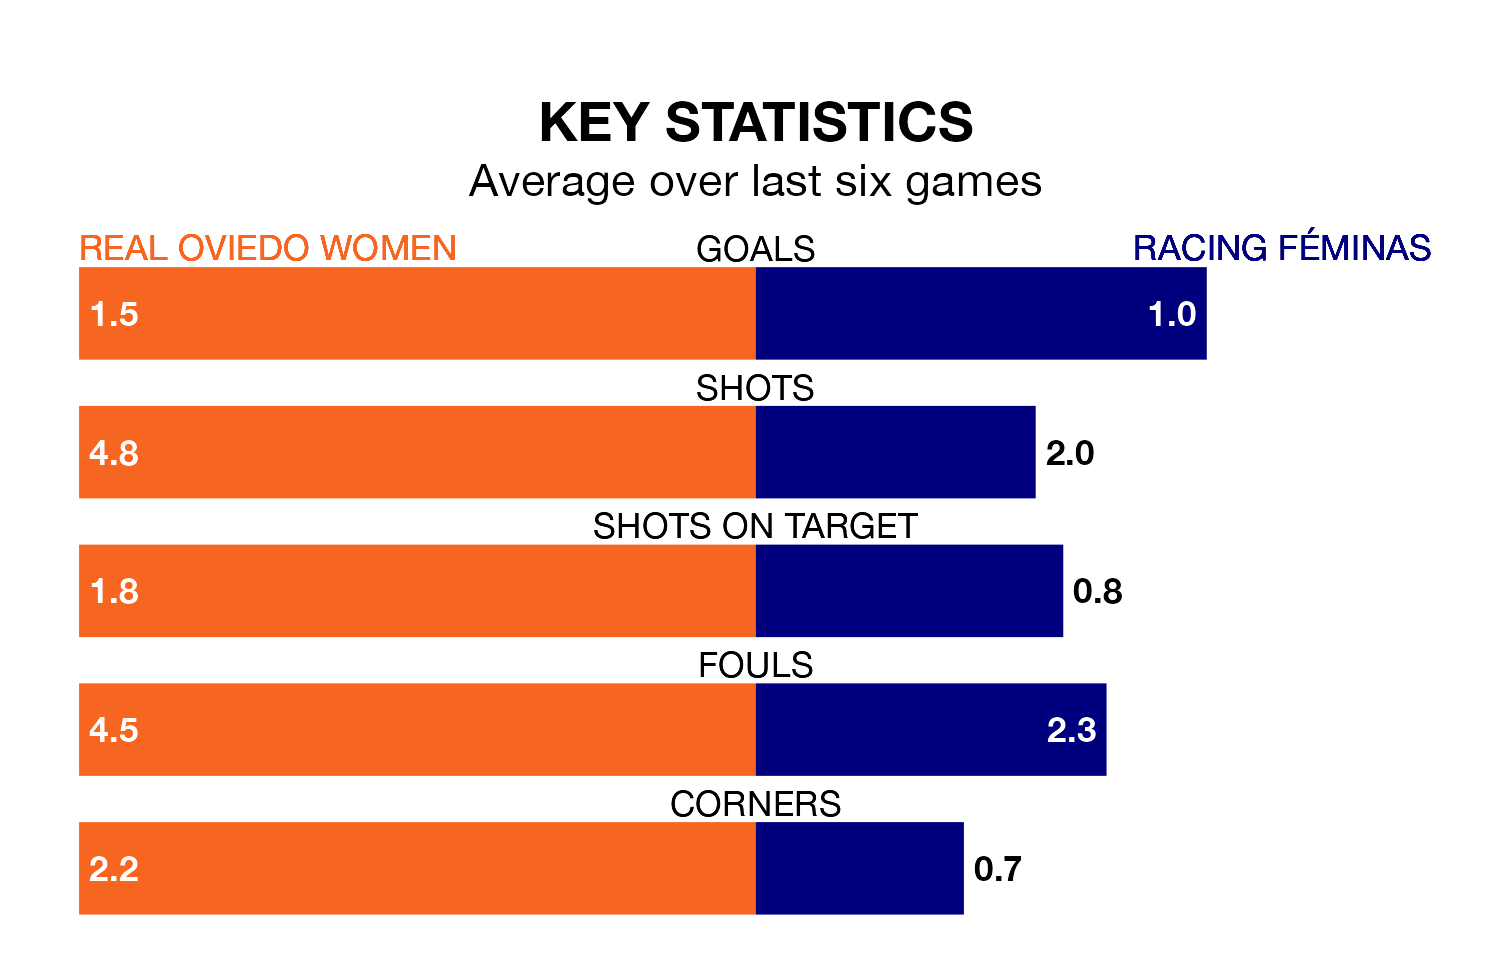 KEY STATISTICS
Average over last six games
REAL OVIEDO WOMEN GOALS RACING FÉMINAS
1.5 1.0
SHOTS
4.8 2.0
SHOTS ON TARGET
1.8 0.8
FOULS
4.5 2.3
CORNERS
2.2 0.7